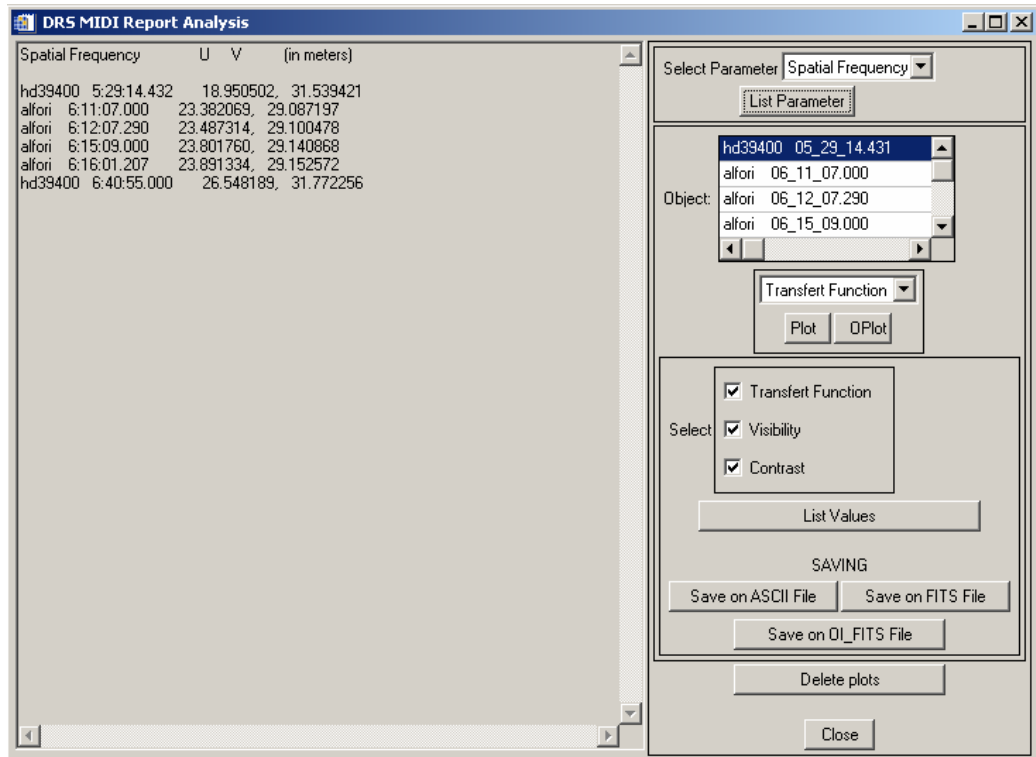 DRS MIDI Report Analysis
Spatial Frequency U V (in meters)
hd39400 5:29:14.432 18.950502, 31.539421
alfori 6:11:07.000 23.382069, 29.087197
alfori 6:12:07.290 23.487314, 29.100478
alfori 6:15:09.000 23.801760, 29.140868
alfori 6:16:01.207 23.891334, 29.152572
hd39400 6:40:55.000 26.548189, 31.772256
Select Parameter Spatial Frequency
List Parameter
Object:
hd39400 05_29_14.431
alfori 06_11_07.000
alfori 06_12_07.290
alfori 06_15_09.000
Transfert Function
Plot OPlot
Select
Transfert Function
Visibility
Contrast
List Values
SAVING
Save on ASCII File Save on FITS File
Save on OI_FITS File
Delete plots
Close